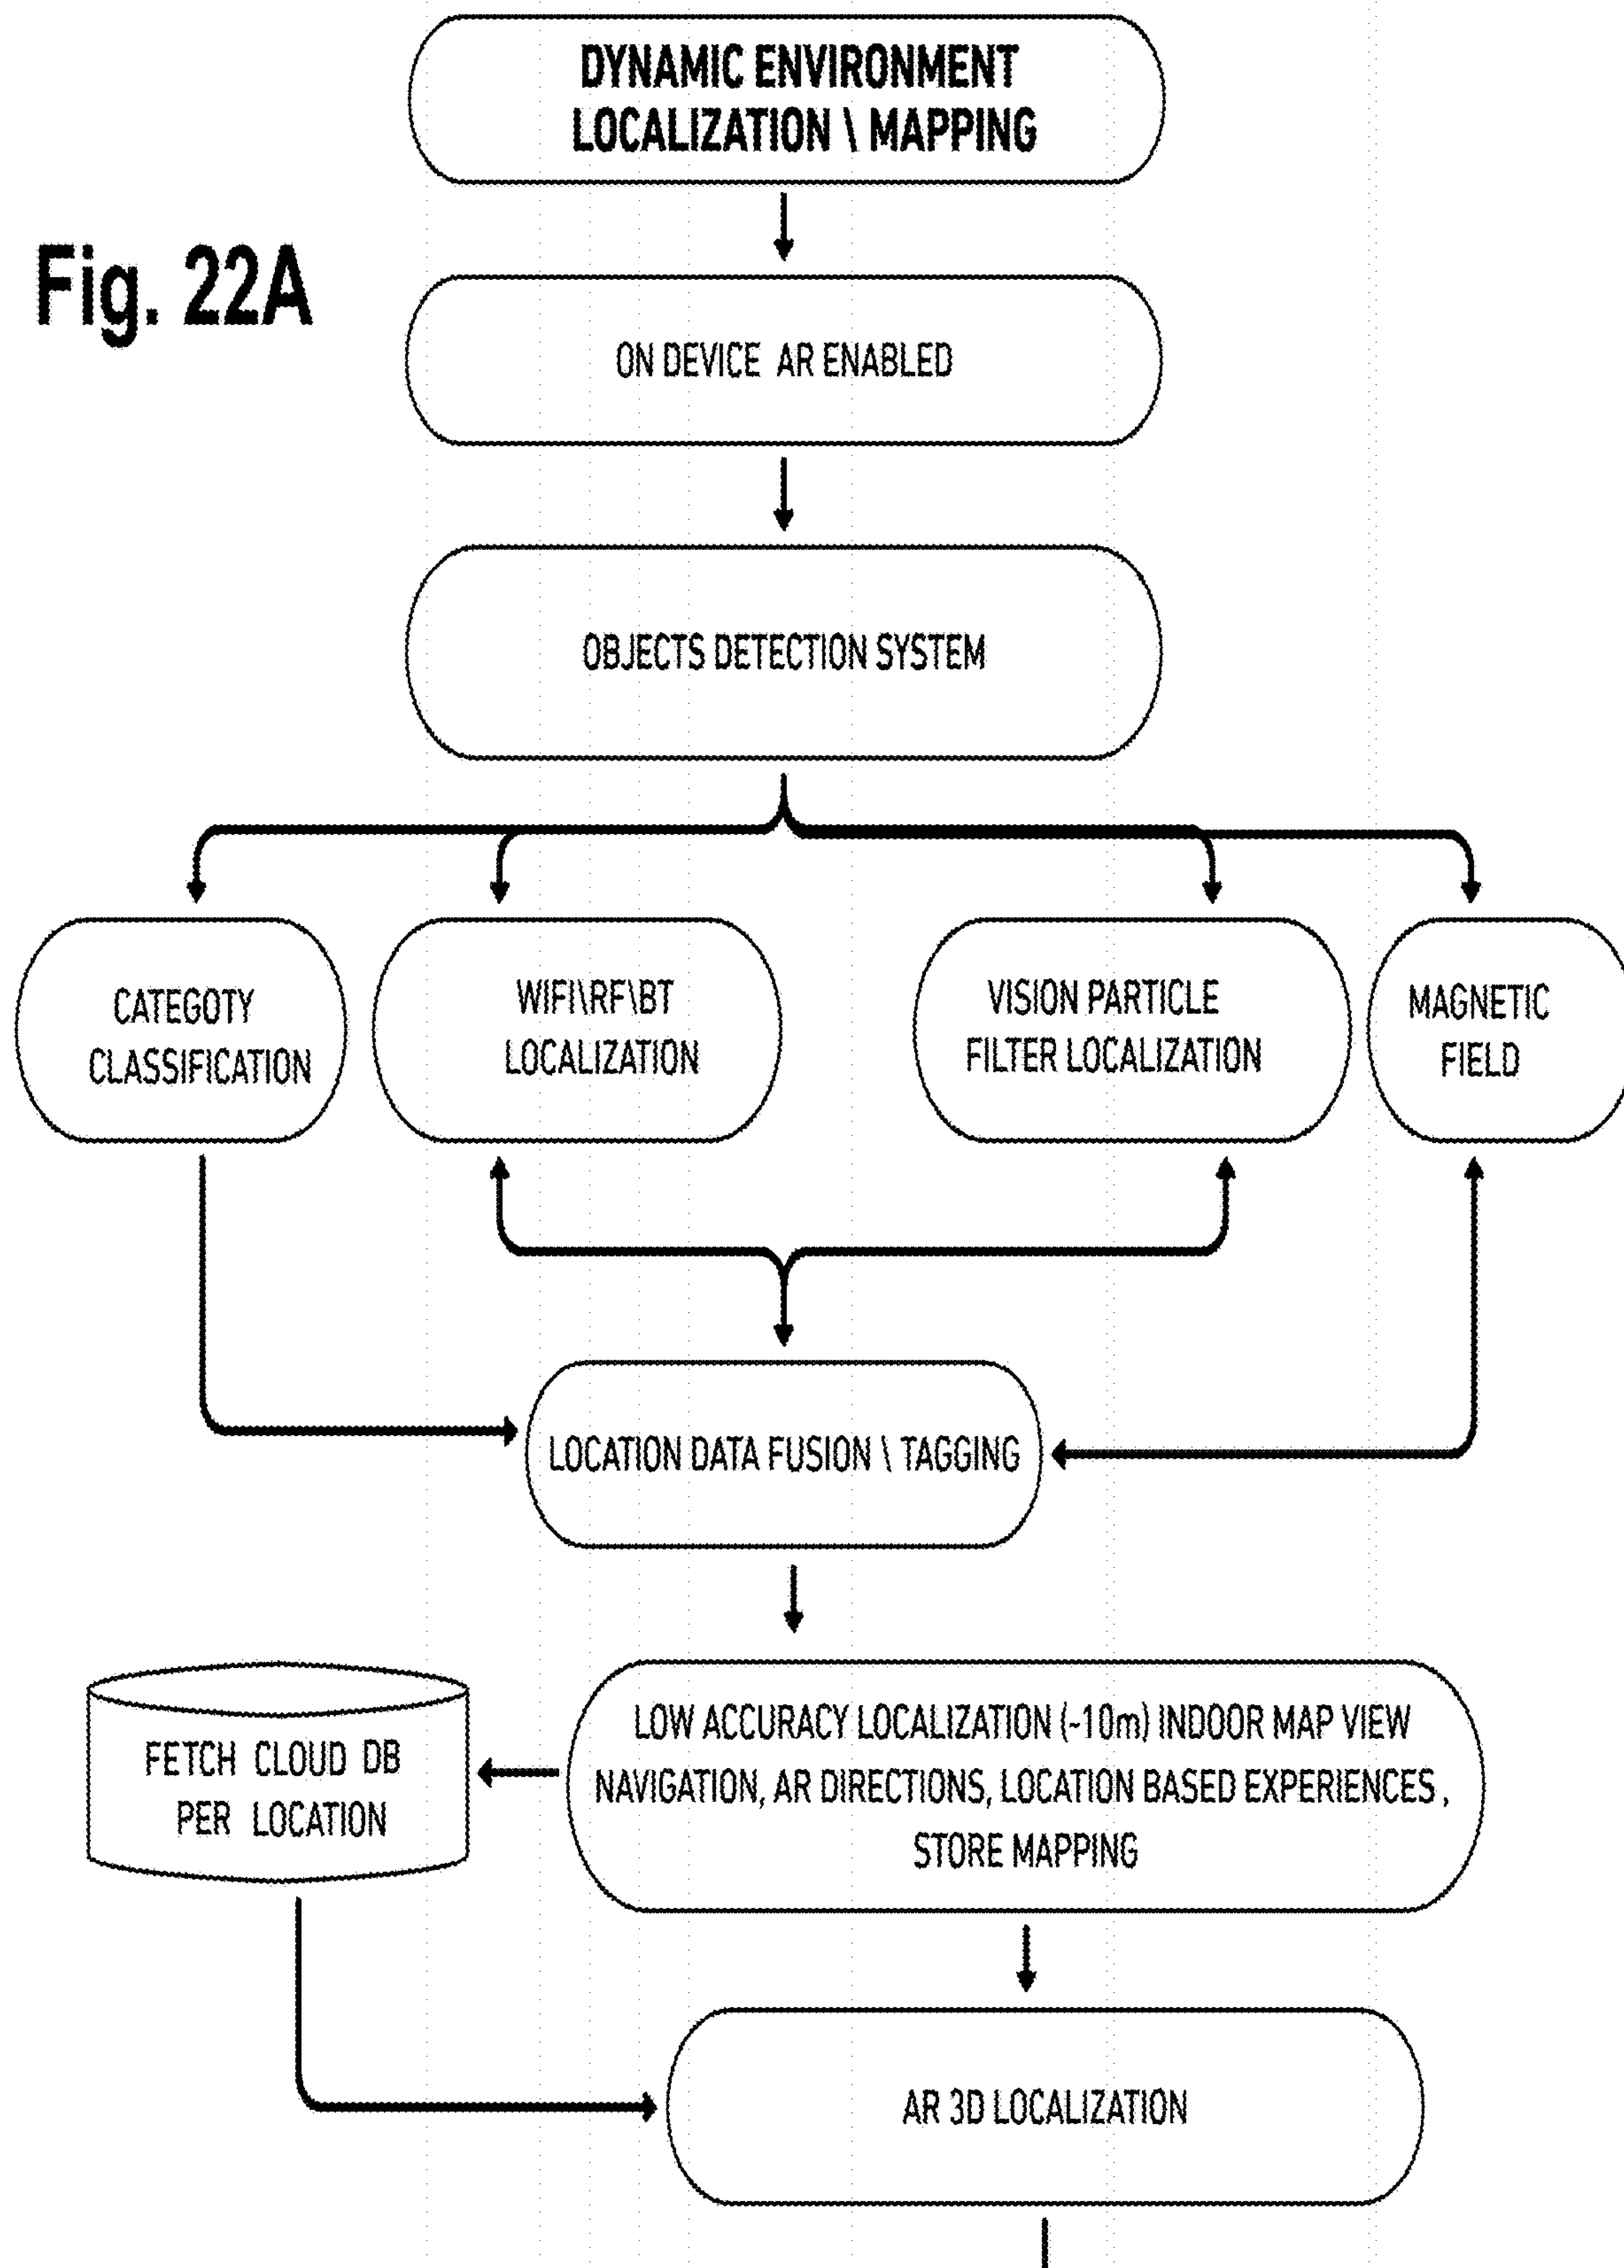 DYNAMIC ENVIRONMENT
LOCALIZATION \ MAPPING
Fig. 22A
ON DEVICE AR ENABLED
OBJECTS DETECTION SYSTEM
CATEGOTY
CLASSIFICATION
WIFI\RF\BT
LOCALIZATION
VISION PARTICLE
FILTER LOCALIZATION
MAGNETIC
FIELD
LOCATION DATA FUSION \ TAGGING
FETCH CLOUD DB
PER LOCATION
LOW ACCURACY LOCALIZATION (~10m) INDOOR MAP VIEW
NAVIGATION, AR DIRECTIONS, LOCATION BASED EXPERIENCES ,
STORE MAPPING
AR 3D LOCALIZATION